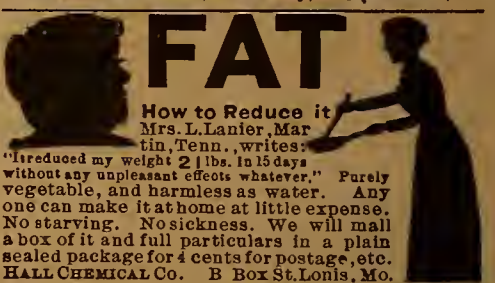 FAT
How to Reduce it
Mrs.L.Lanier,Mar
tin,Tenn.,writes:
"Itreduced my weight 21 lbs. in 15 days
without any unpleasant effects whatever." Purely
vegetable, and harmless as water. Any
one can make it at home at little expense.
No starving. No sickness. We will mail
a box of it and full particulars in a plain
sealed package for 4 cents for postage, etc.
HALL CHEMICAL CO. B Box St.Lonis, Mo.